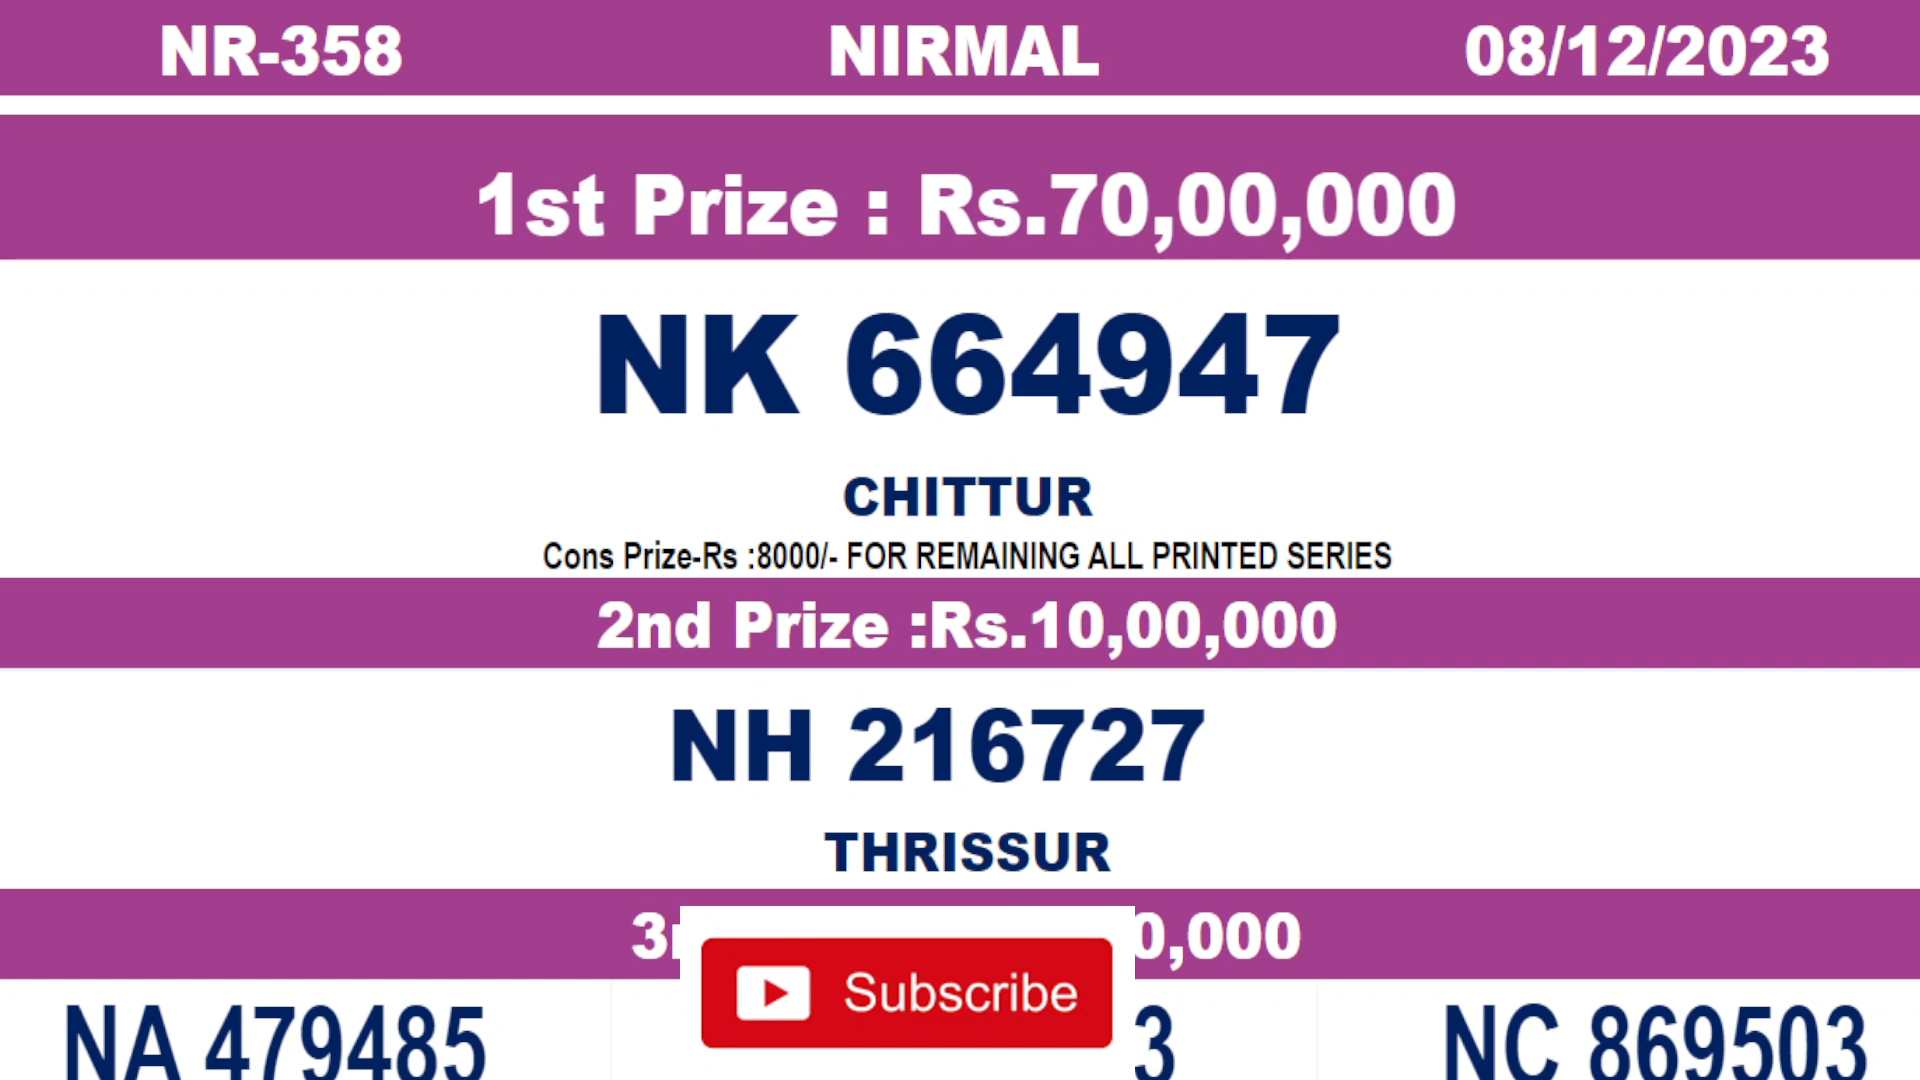 NR-358 NIRMAL 08/12/2023
1st Prize : Rs.70,00,000
NK 664947
CHITTUR
Cons Prize-Rs :8000/- FOR REMAINING ALL PRINTED SERIES
2nd Prize :Rs.10,00,000
NH 216727
THRISSUR
0,000
Subscribe
NA 479485 3 NC 869503